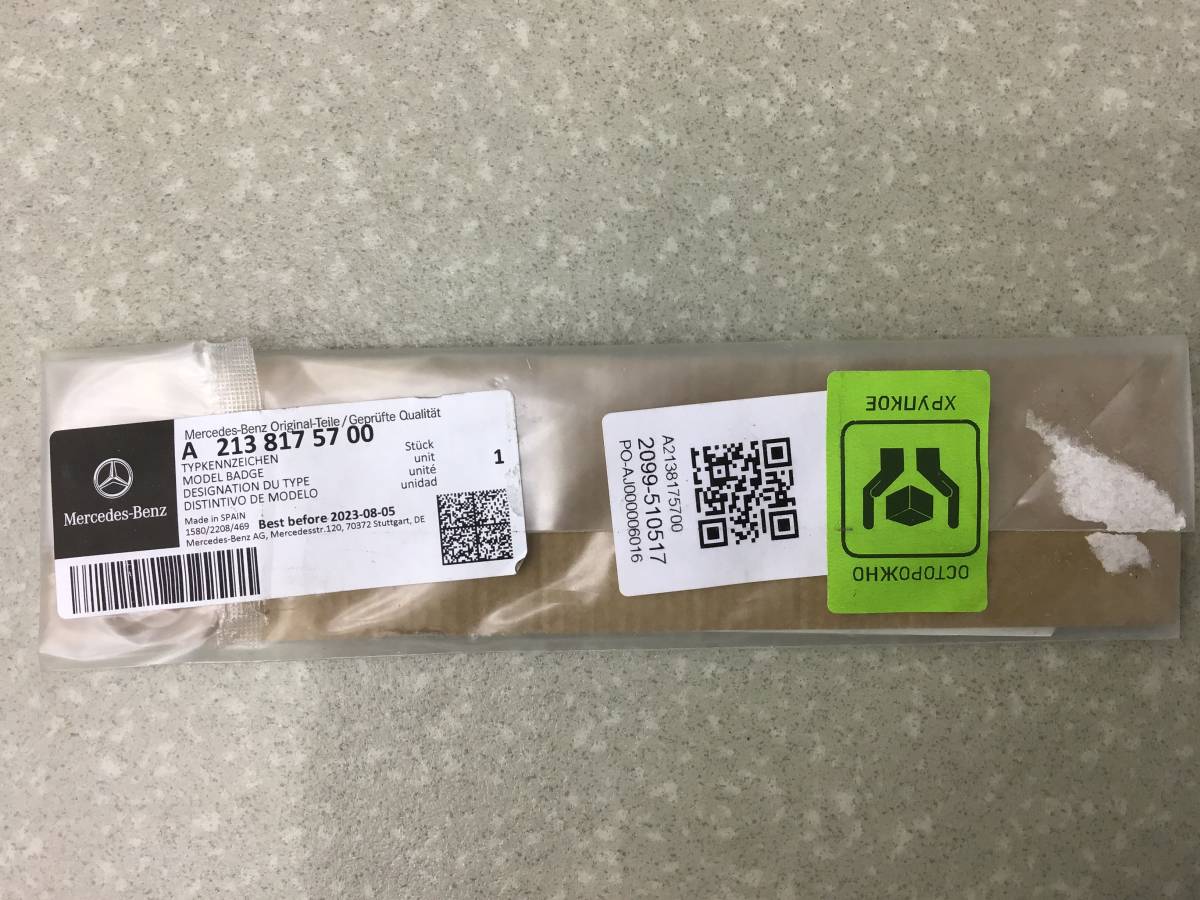 Mercedes-Benz Original-Teile / Geprüfte Qualität
A 213 817 57 00
TYPKENNZEICHEN
MODEL BADGE
DESIGNATION DU TYPE
DISTINTIVO DE MODELO
Stück
unit
unité
unidad
1
Made in SPAIN
1580/2208/469 Best before 2023-08-05
Mercedes-Benz AG, Mercedesstr.120, 70372 Stuttgart, DE
Mercedes-Benz
A2138175700
2099-510517
PO-AJ000006016
ОСТОРОЖНО
ХРУПКОЕ